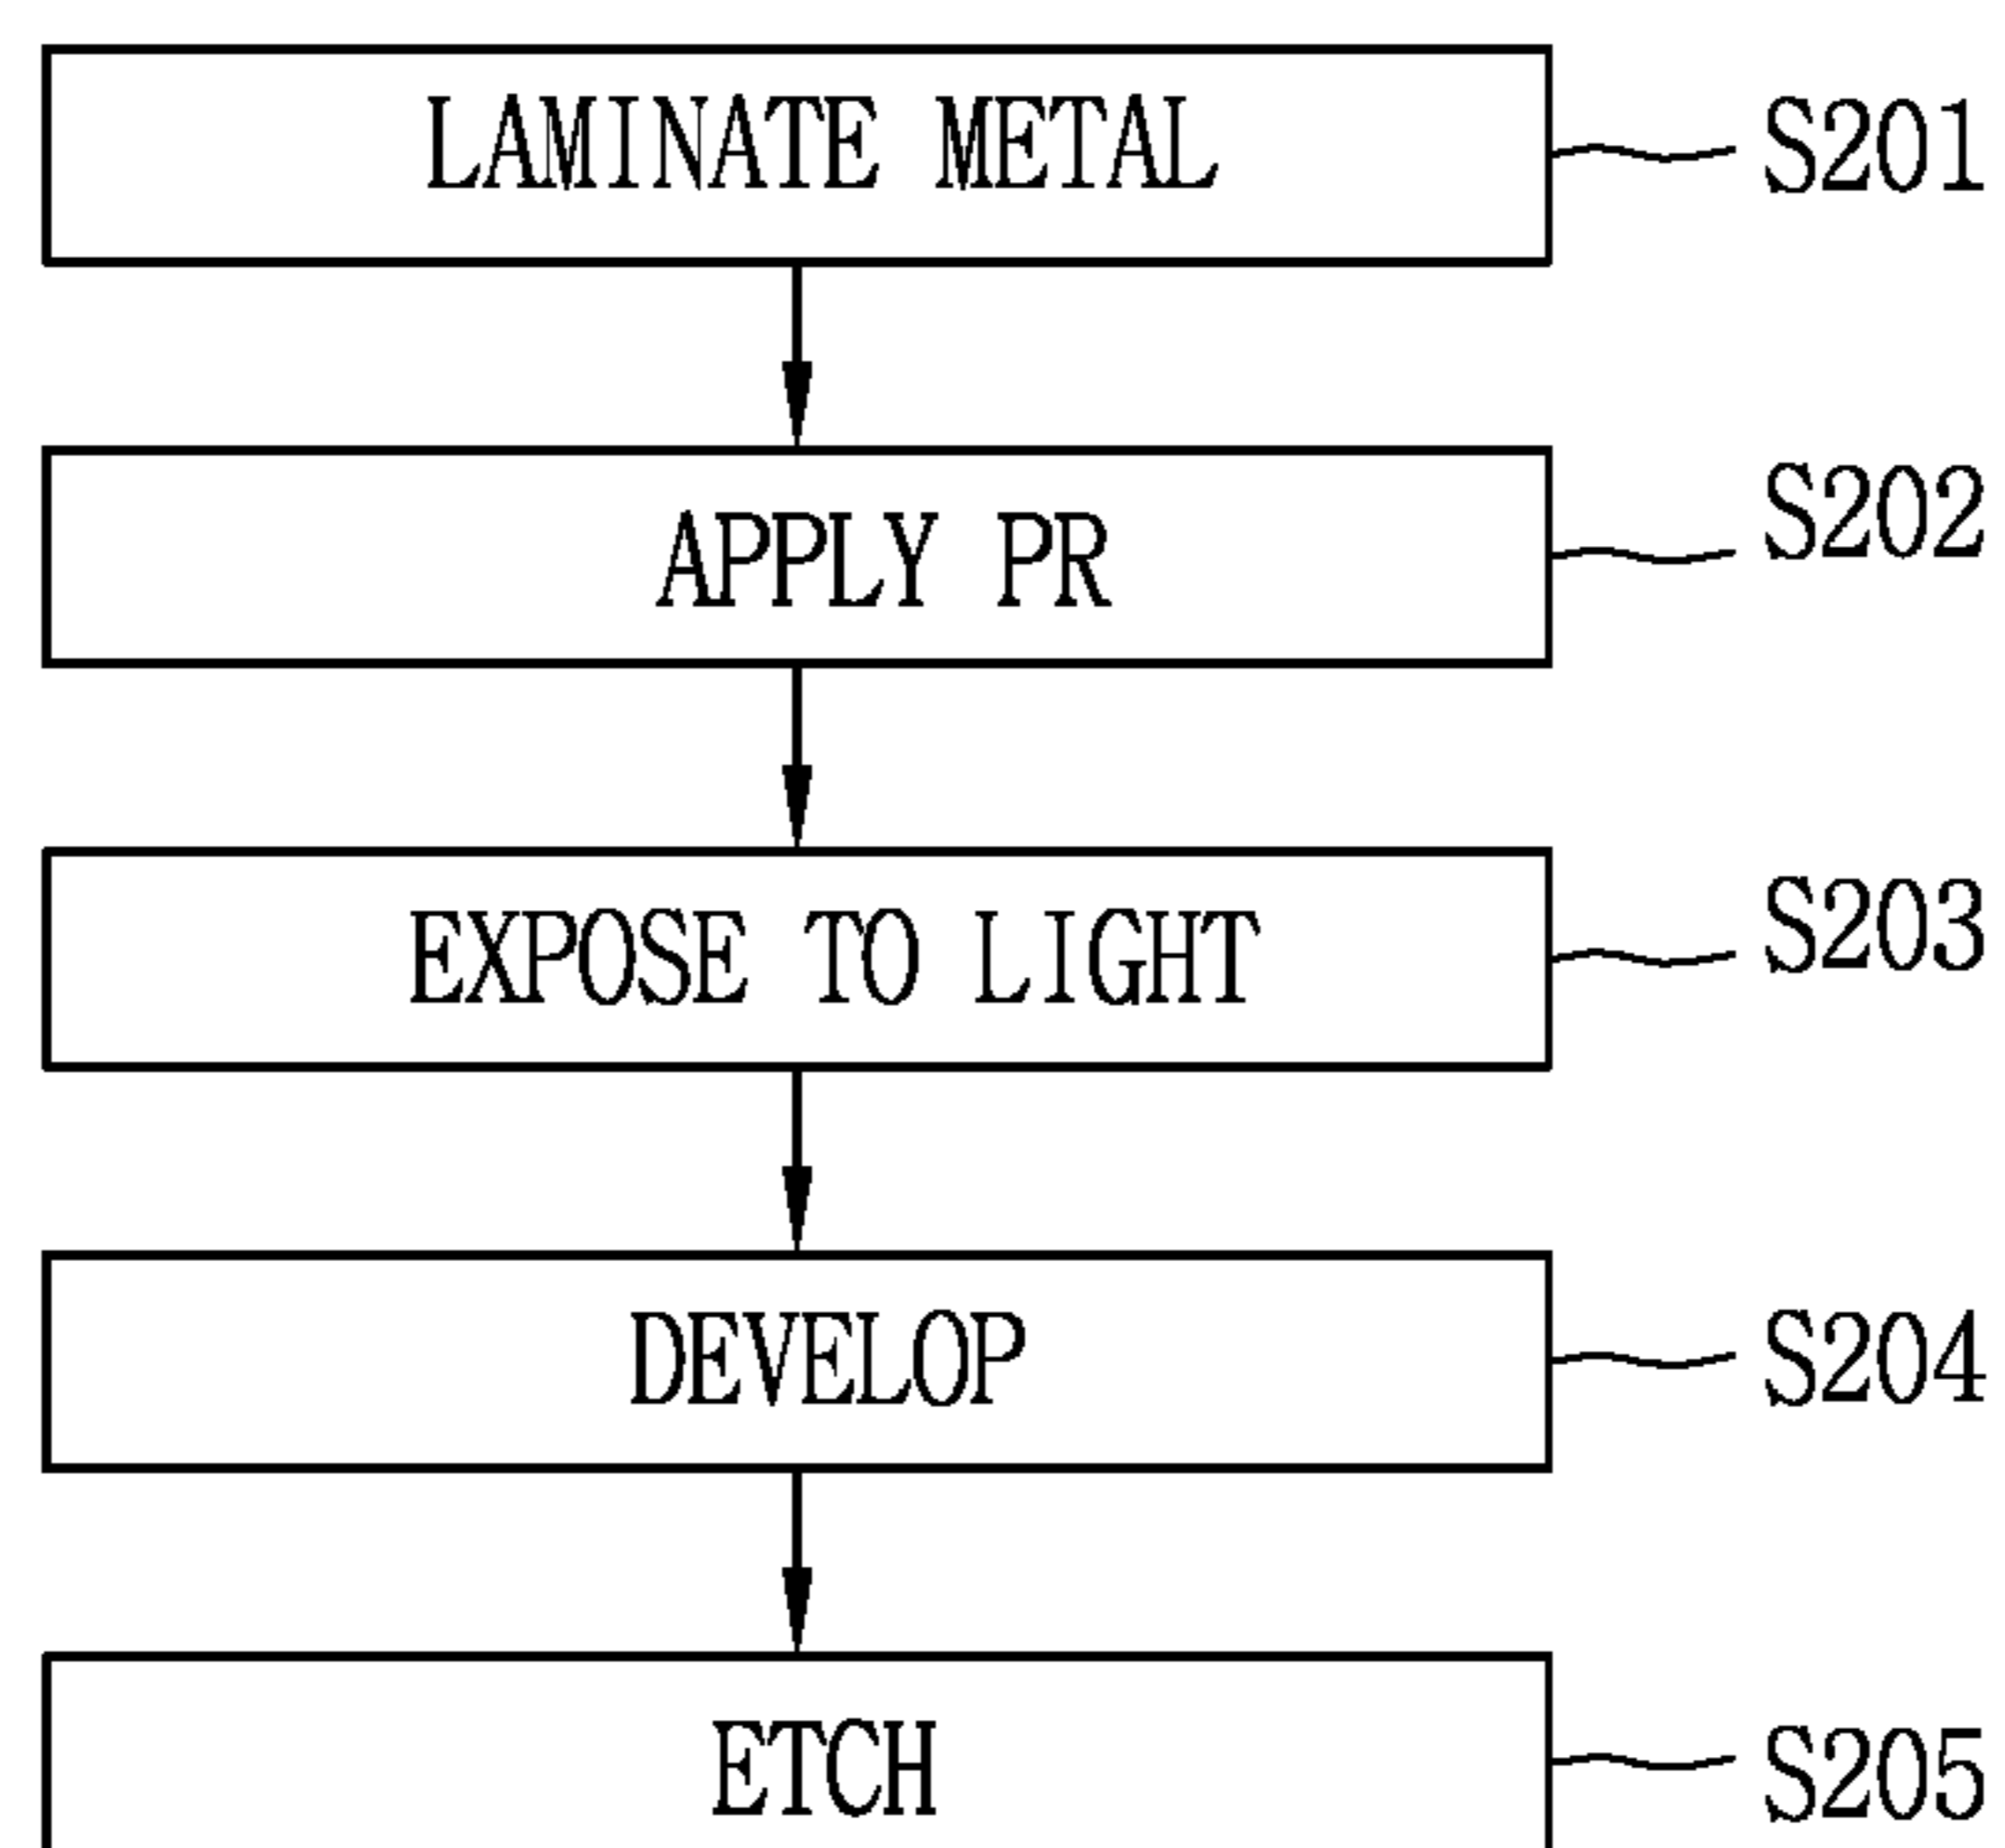 LAMINATE METAL S201
APPLY PR S202
EXPOSE TO LIGHT S203
DEVELOP S204
ETCH S205